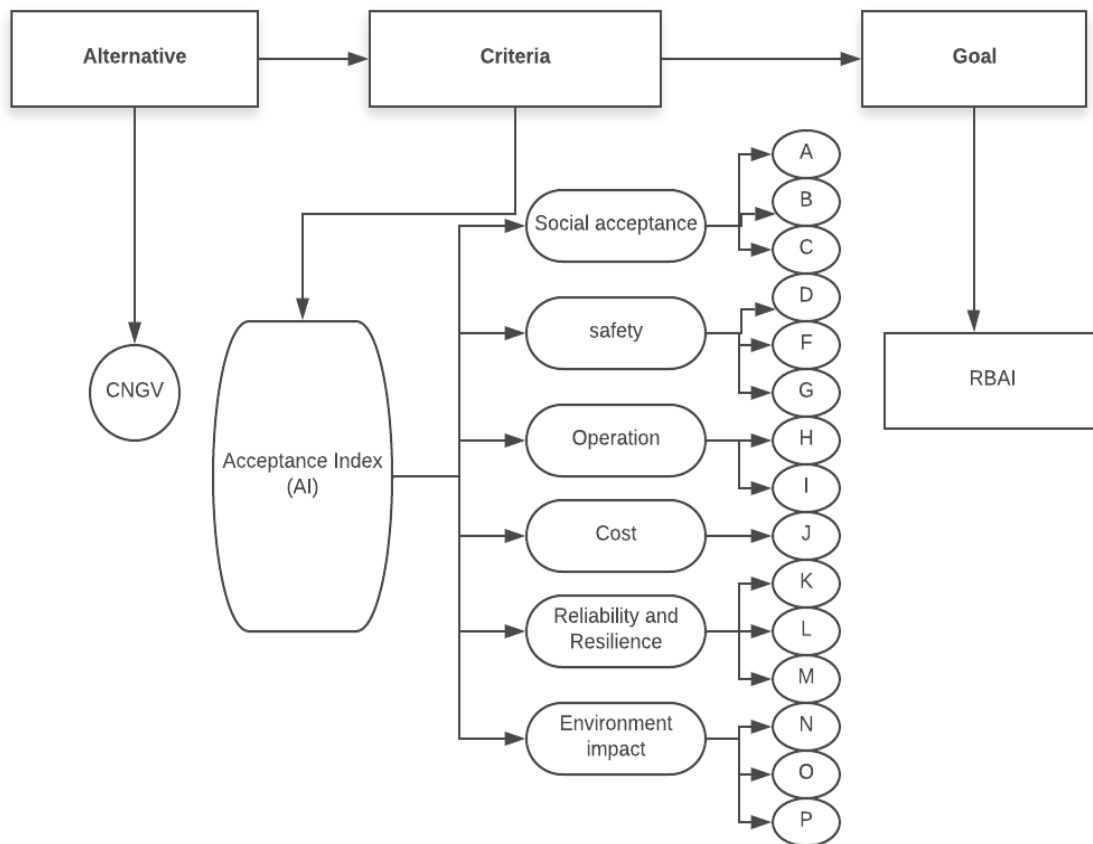 Alternative
Criteria
Goal
A
B
Social acceptance
C
D
safety
F
G
CNGV
RBAI
Acceptance Index
(AI)
Operation
H
I
Cost
J
K
Reliability and
Resilience
L
M
N
Environment
impact
O
P